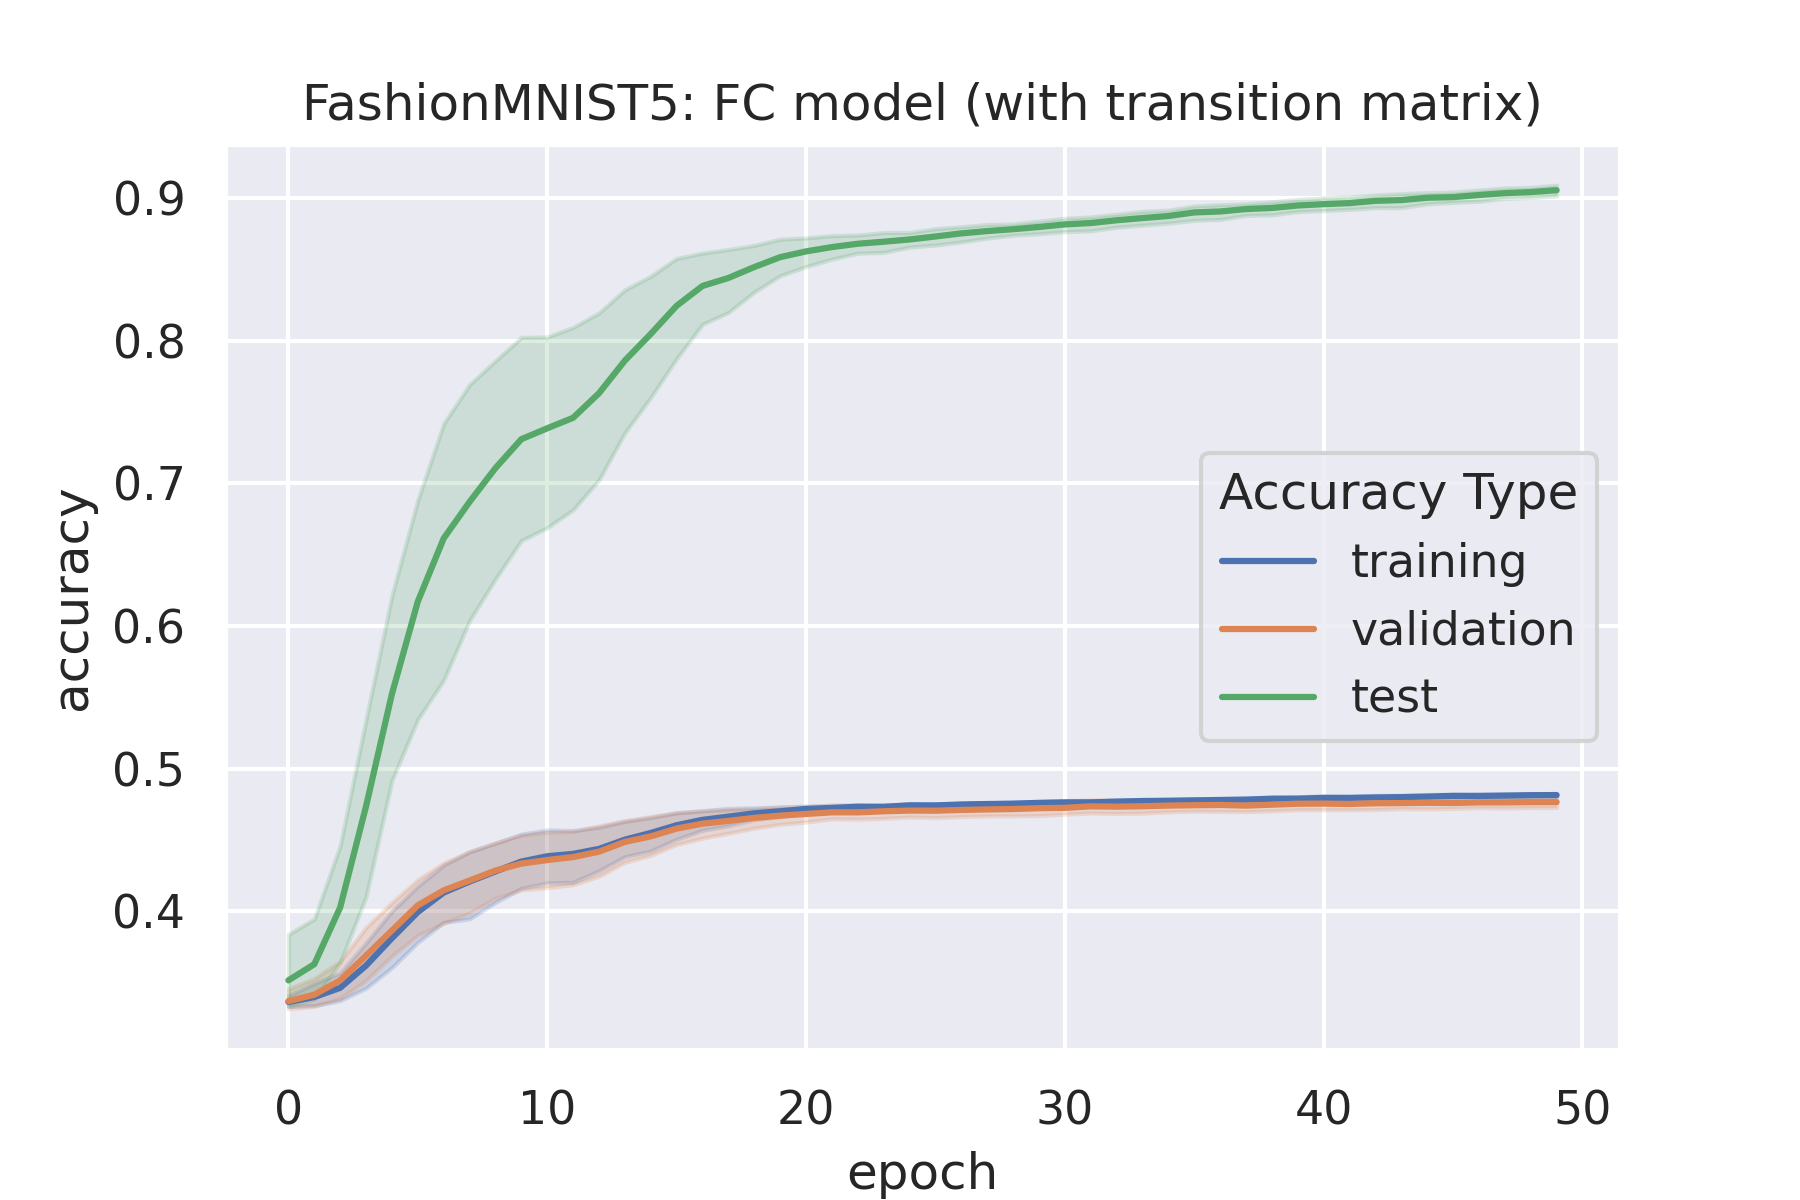 FashionMNIST5: FC model (with transition matrix)
accuracy
0.9
0.8
0.7
0.6
0.5
0.4
Accuracy Type
training
validation
test
0 10 20 30 40 50
epoch